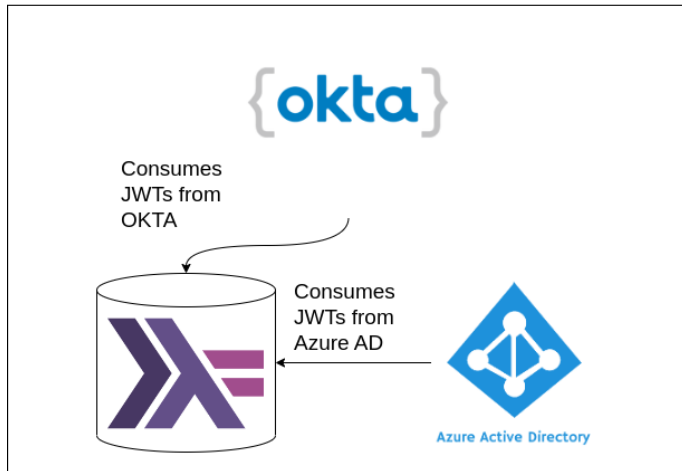 {okta}
Consumes
JWTs from
OKTA
Consumes
JWTs from
Azure AD
Azure Active Directory